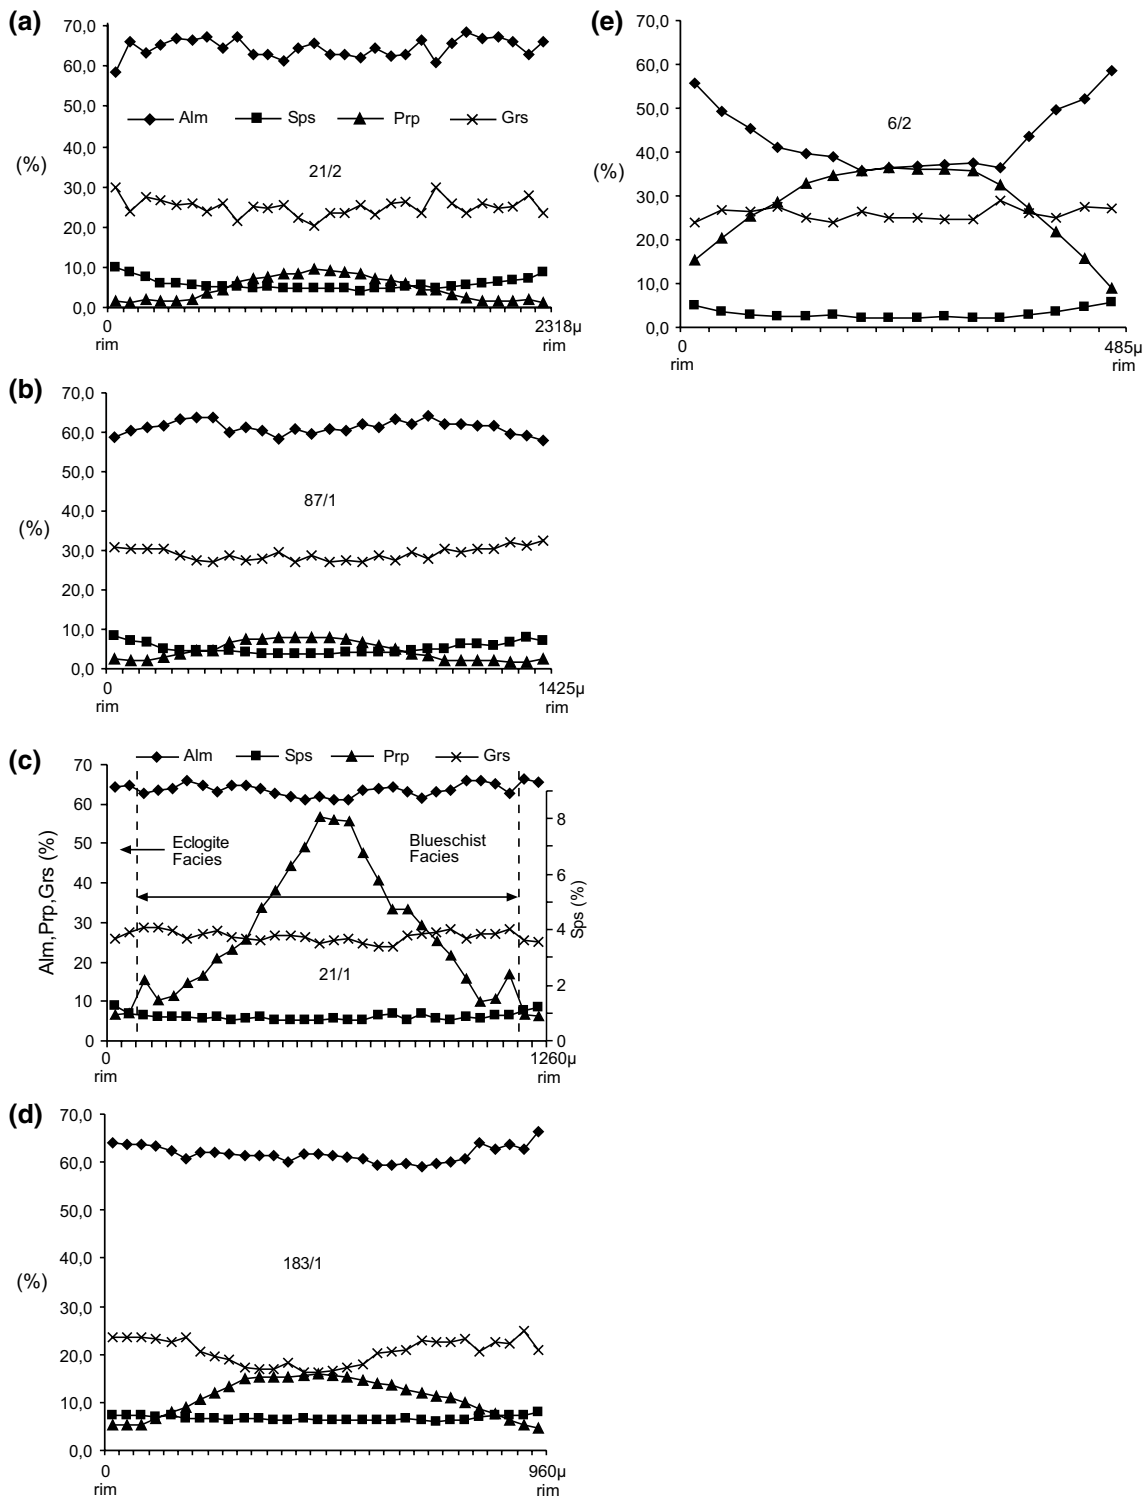 (a)
70,0
60,0
50,0
40,0
30,0
20,0
10,0
0,0
(%)
Alm Sps Prp Grs
21/2
0 2318µ
rim rim
(b)
70,0
60,0
50,0
40,0
30,0
20,0
10,0
0,0
(%)
87/1
0 1425µ
rim rim
(c)
Alm Sps Prp Grs
70
60
50
40
30
20
10
0
Alm,Prp,Grs (%)
Eclogite
Facies
Blueschist
Facies
21/1
8
6
4
2
0
Sps (%)
0 1260µ
rim rim
(d)
70,0
60,0
50,0
40,0
30,0
20,0
10,0
0,0
(%)
183/1
0 960µ
rim rim
(e)
70,0
60,0
50,0
40,0
30,0
20,0
10,0
0,0
(%)
6/2
0 485µ
rim rim